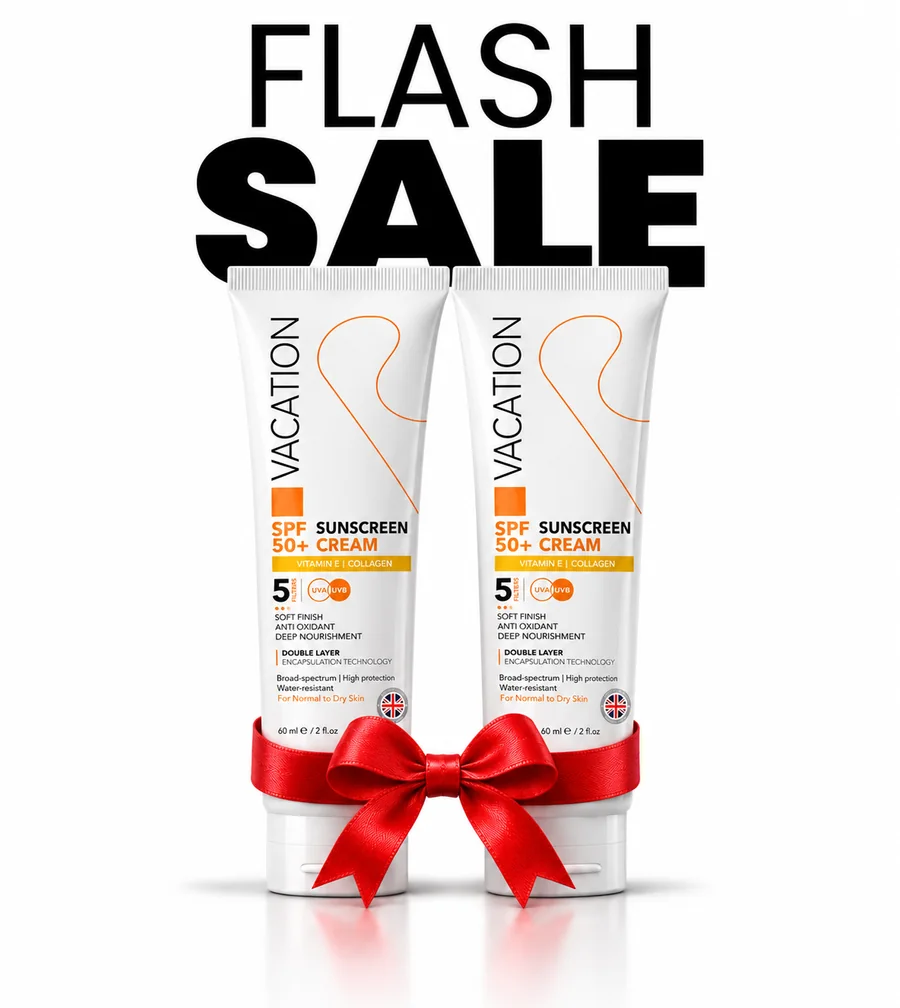 FLASH
SALE
VACATION
SPF SUNSCREEN
50+ CREAM
VITAMIN E | COLLAGEN
5 FILTERS UVA UVB
SOFT FINISH
ANTI OXIDANT
DEEP NOURISHMENT
DOUBLE LAYER
ENCAPSULATION TECHNOLOGY
Broad-spectrum | High protection
Water-resistant
For Normal to Dry Skin
60 ml e / 2 fl.oz
VACATION
SPF SUNSCREEN
50+ CREAM
VITAMIN E | COLLAGEN
5 FILTERS UVA UVB
SOFT FINISH
ANTI OXIDANT
DEEP NOURISHMENT
DOUBLE LAYER
ENCAPSULATION TECHNOLOGY
Broad-spectrum | High protection
Water-resistant
For Normal to Dry Skin
60 ml e / 2 fl.oz